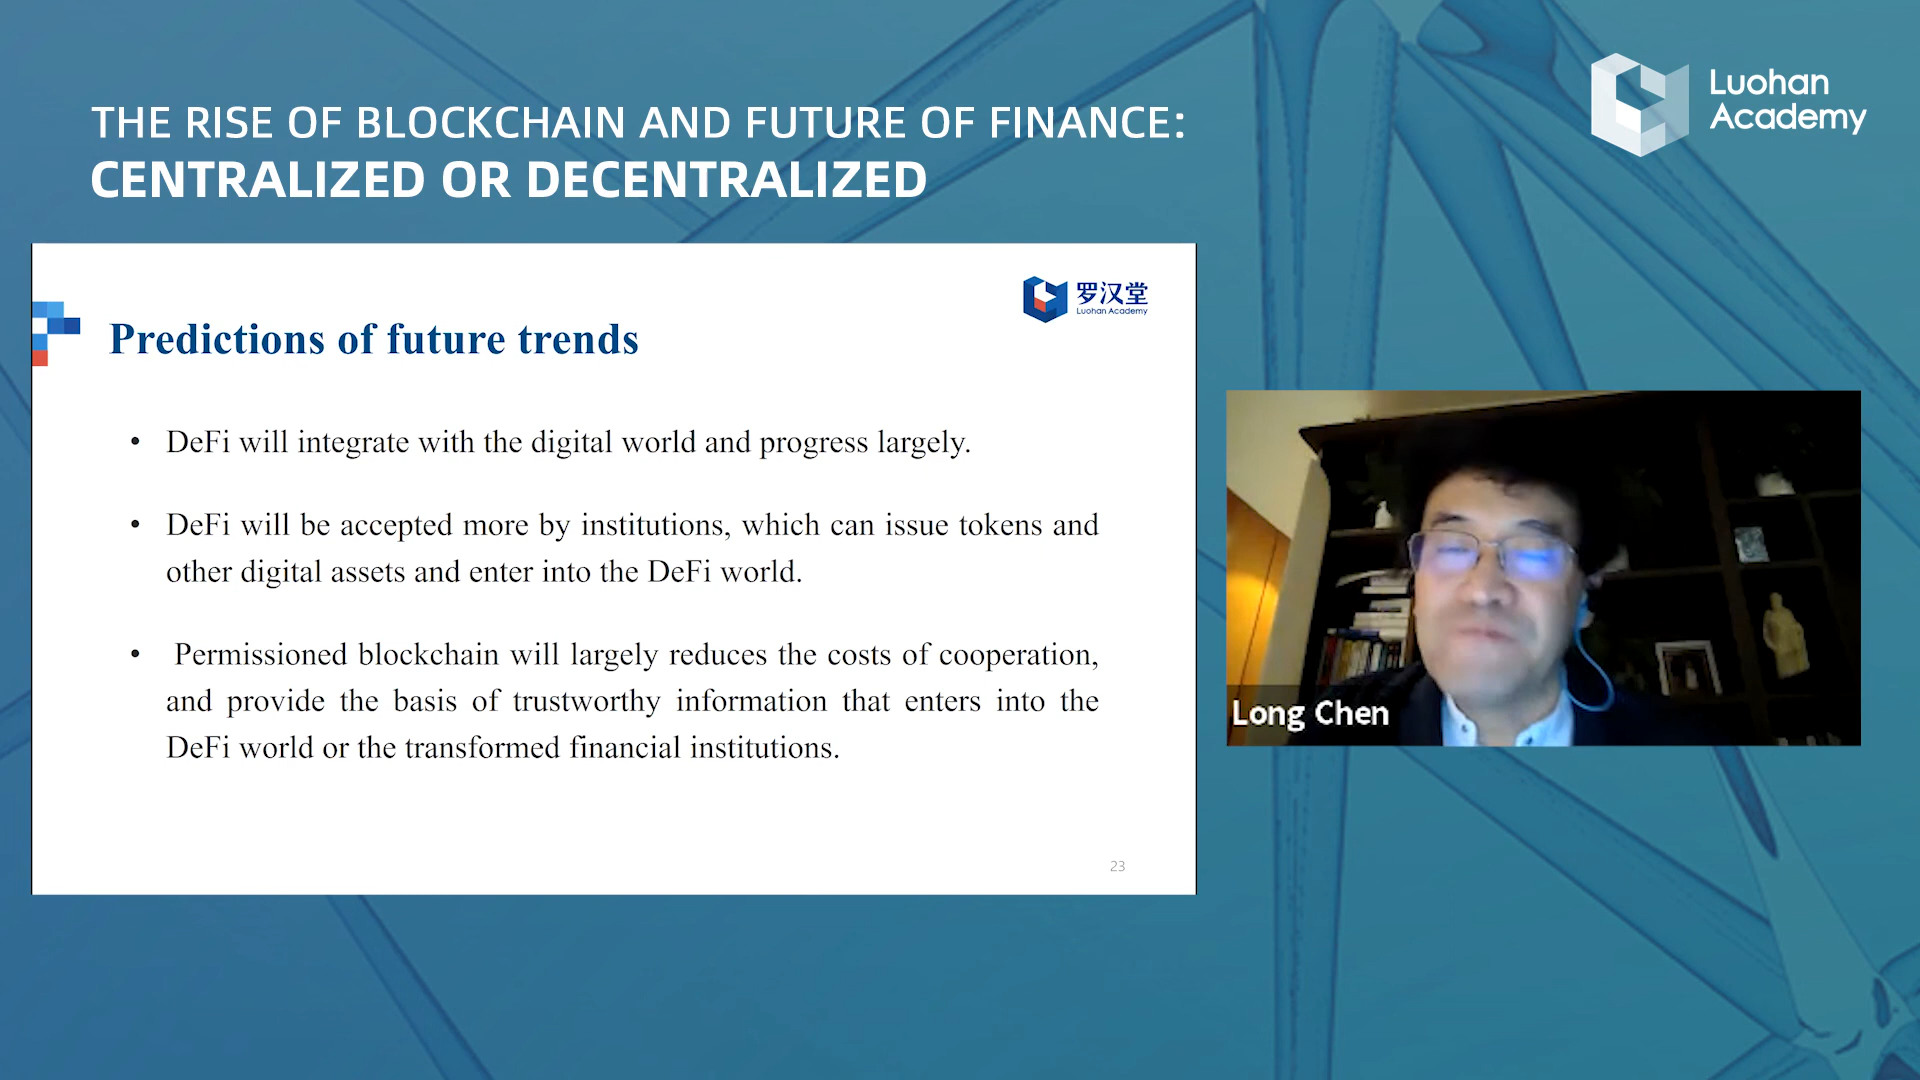 THE RISE OF BLOCKCHAIN AND FUTURE OF FINANCE:
CENTRALIZED OR DECENTRALIZED
Luohan
Academy
罗汉堂
Luohan Academy
Predictions of future trends
• DeFi will integrate with the digital world and progress largely.
• DeFi will be accepted more by institutions, which can issue tokens and
other digital assets and enter into the DeFi world.
• Permissioned blockchain will largely reduces the costs of cooperation,
and provide the basis of trustworthy information that enters into the
DeFi world or the transformed financial institutions.
23
Long Chen